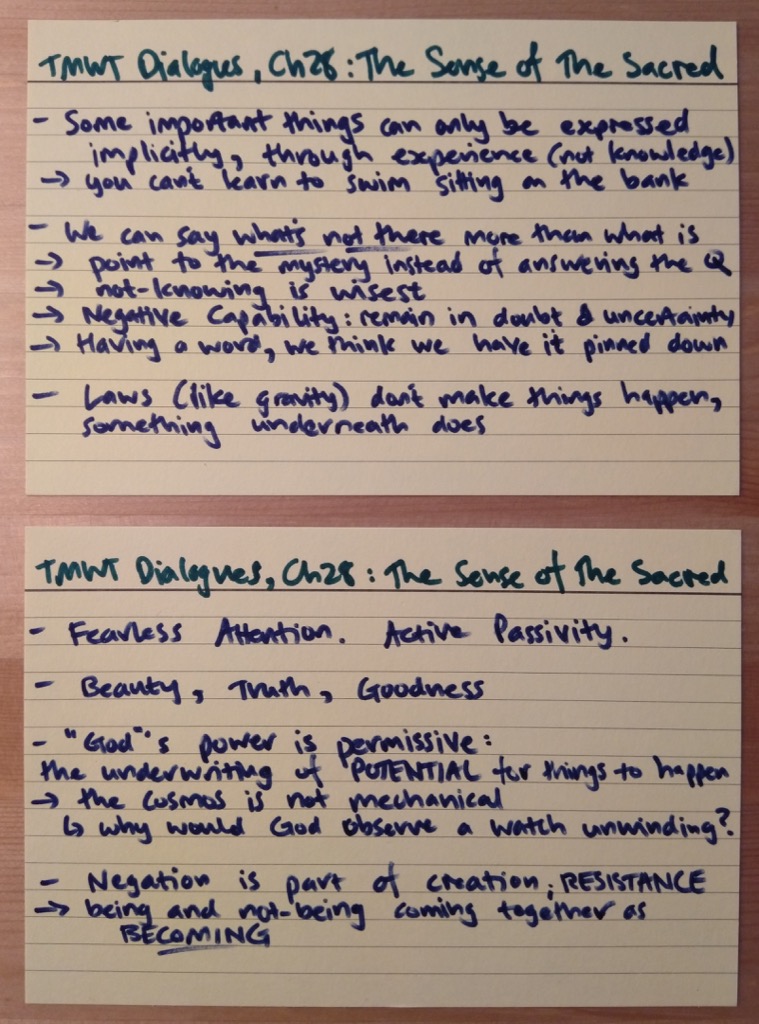 TMWT Dialogues, Ch28: The Sense of The Sacred
- Some important things can only be expressed
implicitly, through experience (not knowledge)
→ you can't learn to swim sitting on the bank
- We can say what's not there more than what is
→ point to the mystery instead of answering the Q
→ not-knowing is wisest
→ Negative Capability: remain in doubt & uncertainty
→ Having a word, we think we have it pinned down
- Laws (like gravity) don't make things happen,
something underneath does
TMWT Dialogues, Ch28: The Sense of The Sacred
- Fearless Attention. Active Passivity.
- Beauty, Truth, Goodness
- "God"'s power is permissive:
the underwriting of POTENTIAL for things to happen
→ the cosmos is not mechanical
↳ why would God observe a watch unwinding?
- Negation is part of creation; RESISTANCE
→ being and not-being coming together as
BECOMING